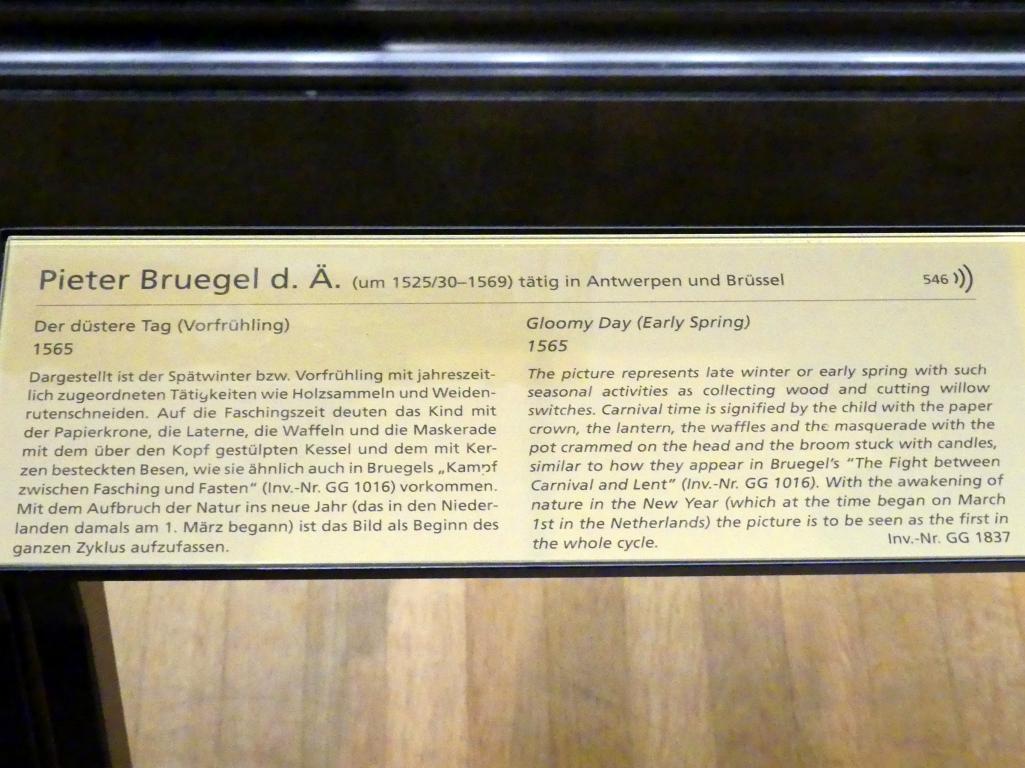 Pieter Bruegel d. Ä. (um 1525/30–1569) tätig in Antwerpen und Brüssel
546
Der düstere Tag (Vorfrühling)
1565
Dargestellt ist der Spätwinter bzw. Vorfrühling mit jahreszeit-
lich zugeordneten Tätigkeiten wie Holzsammeln und Weiden-
rutenschneiden. Auf die Faschingszeit deuten das Kind mit
der Papierkrone, die Laterne, die Waffeln und die Maskerade
mit dem über den Kopf gestülpten Kessel und dem mit Ker-
zen besteckten Besen, wie sie ähnlich auch in Bruegels „Kampf
zwischen Fasching und Fasten“ (Inv.-Nr. GG 1016) vorkommen.
Mit dem Aufbruch der Natur ins neue Jahr (das in den Nieder-
landen damals am 1. März begann) ist das Bild als Beginn des
ganzen Zyklus aufzufassen.
Gloomy Day (Early Spring)
1565
The picture represents late winter or early spring with such
seasonal activities as collecting wood and cutting willow
switches. Carnival time is signified by the child with the paper
crown, the lantern, the waffles and the masquerade with the
pot crammed on the head and the broom stuck with candles,
similar to how they appear in Bruegel's “The Fight between
Carnival and Lent” (Inv.-Nr. GG 1016). With the awakening of
nature in the New Year (which at the time began on March
1st in the Netherlands) the picture is to be seen as the first in
the whole cycle.
Inv.-Nr. GG 1837